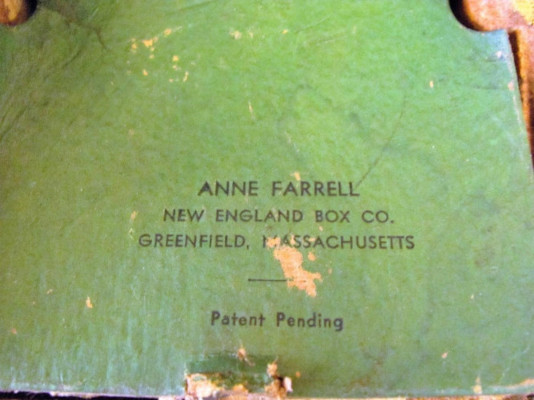 ANNE FARRELL
NEW ENGLAND BOX CO.
GREENFIELD, MASSACHUSETTS
Patent Pending